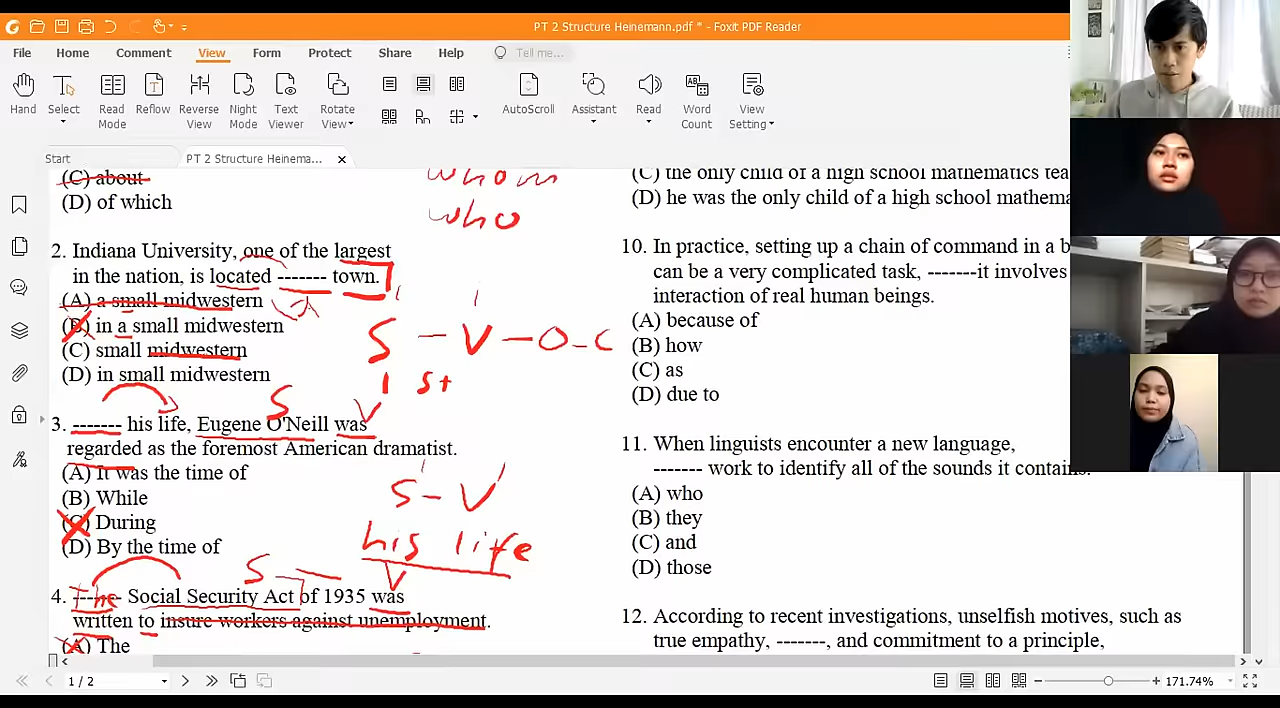 PT 2 Structure Heinemann.pdf * - Foxit PDF Reader
File Home Comment View Form Protect Share Help Tell me...
Hand Select Read Mode Reflow Reverse View Night Mode Text Viewer Rotate View AutoScroll Assistant Read Word Count View Setting
Start PT 2 Structure Heinema...
(C) about
(D) of which
whom
who
2. Indiana University, one of the largest
in the nation, is located ------- town.
(A) a small midwestern
(B) in a small midwestern
(C) small midwestern
(D) in small midwestern
S - V - O - C
1 S+
S V
3. ------- his life, Eugene O'Neill was
regarded as the foremost American dramatist.
(A) It was the time of
(B) While
(C) During
(D) By the time of
S - V
his life
S V
4. ------- Social Security Act of 1935 was
The
written to insure workers against unemployment.
(A) The
(C) the only child of a high school mathematics tea
(D) he was the only child of a high school mathema
10. In practice, setting up a chain of command in a b
can be a very complicated task, -------it involves
interaction of real human beings.
(A) because of
(B) how
(C) as
(D) due to
11. When linguists encounter a new language,
------- work to identify all of the sounds it contains.
(A) who
(B) they
(C) and
(D) those
12. According to recent investigations, unselfish motives, such as
true empathy, -------, and commitment to a principle,
1 / 2 171.74%